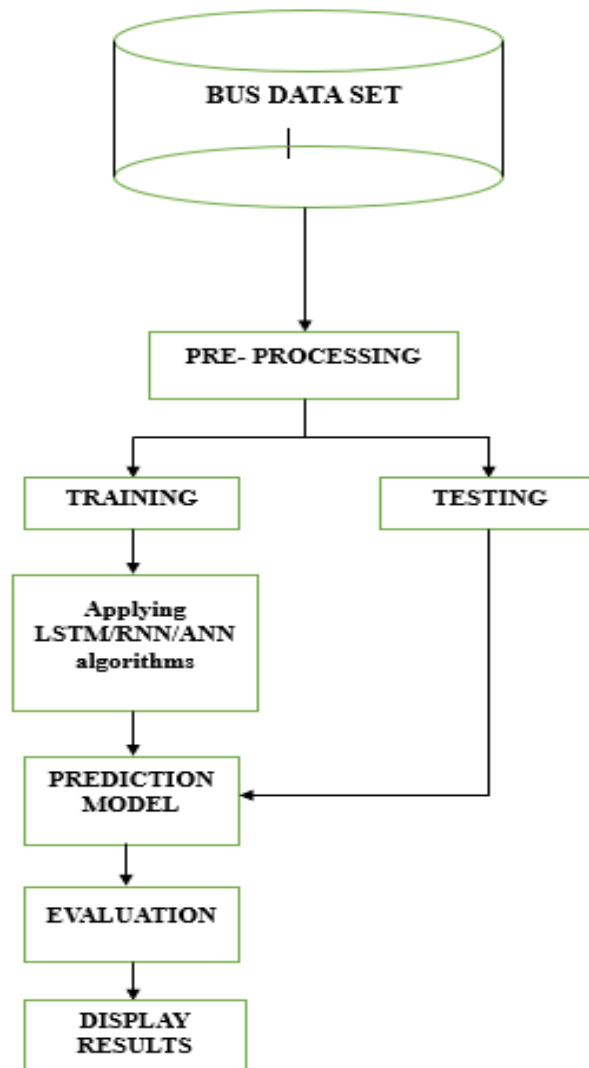 BUS DATA SET
PRE- PROCESSING
TRAINING
TESTING
Applying
LSTM/RNN/ANN
algorithms
PREDICTION
MODEL
EVALUATION
DISPLAY
RESULTS